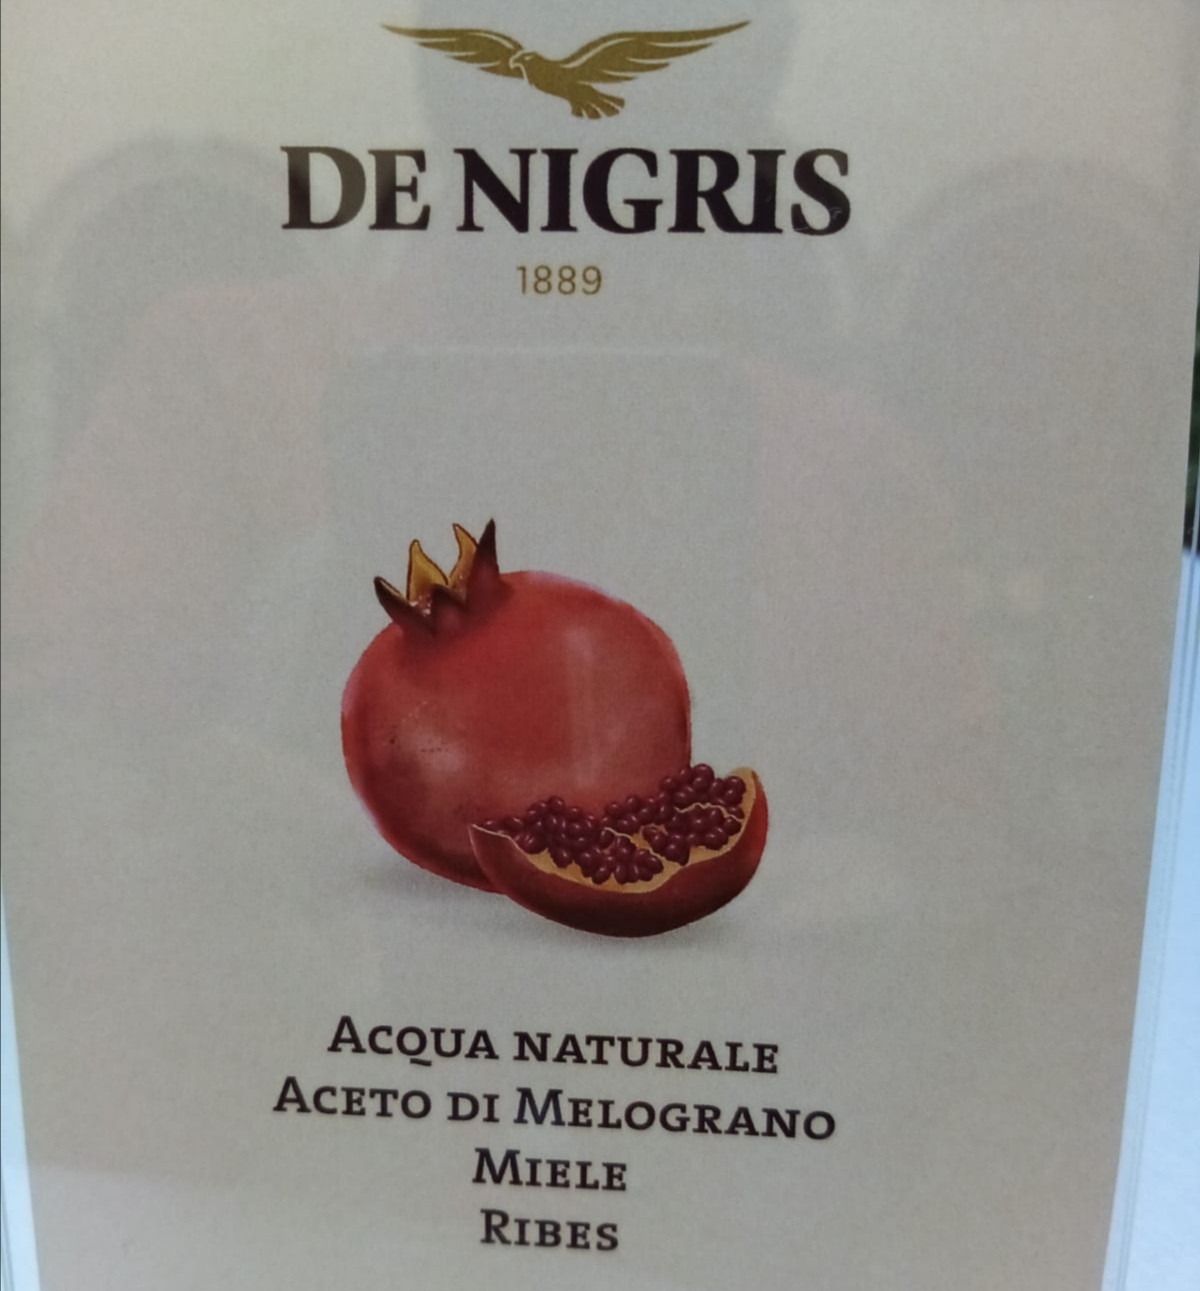 DE NIGRIS
1889
ACQUA NATURALE
ACETO DI MELOGRANO
MIELE
RIBES